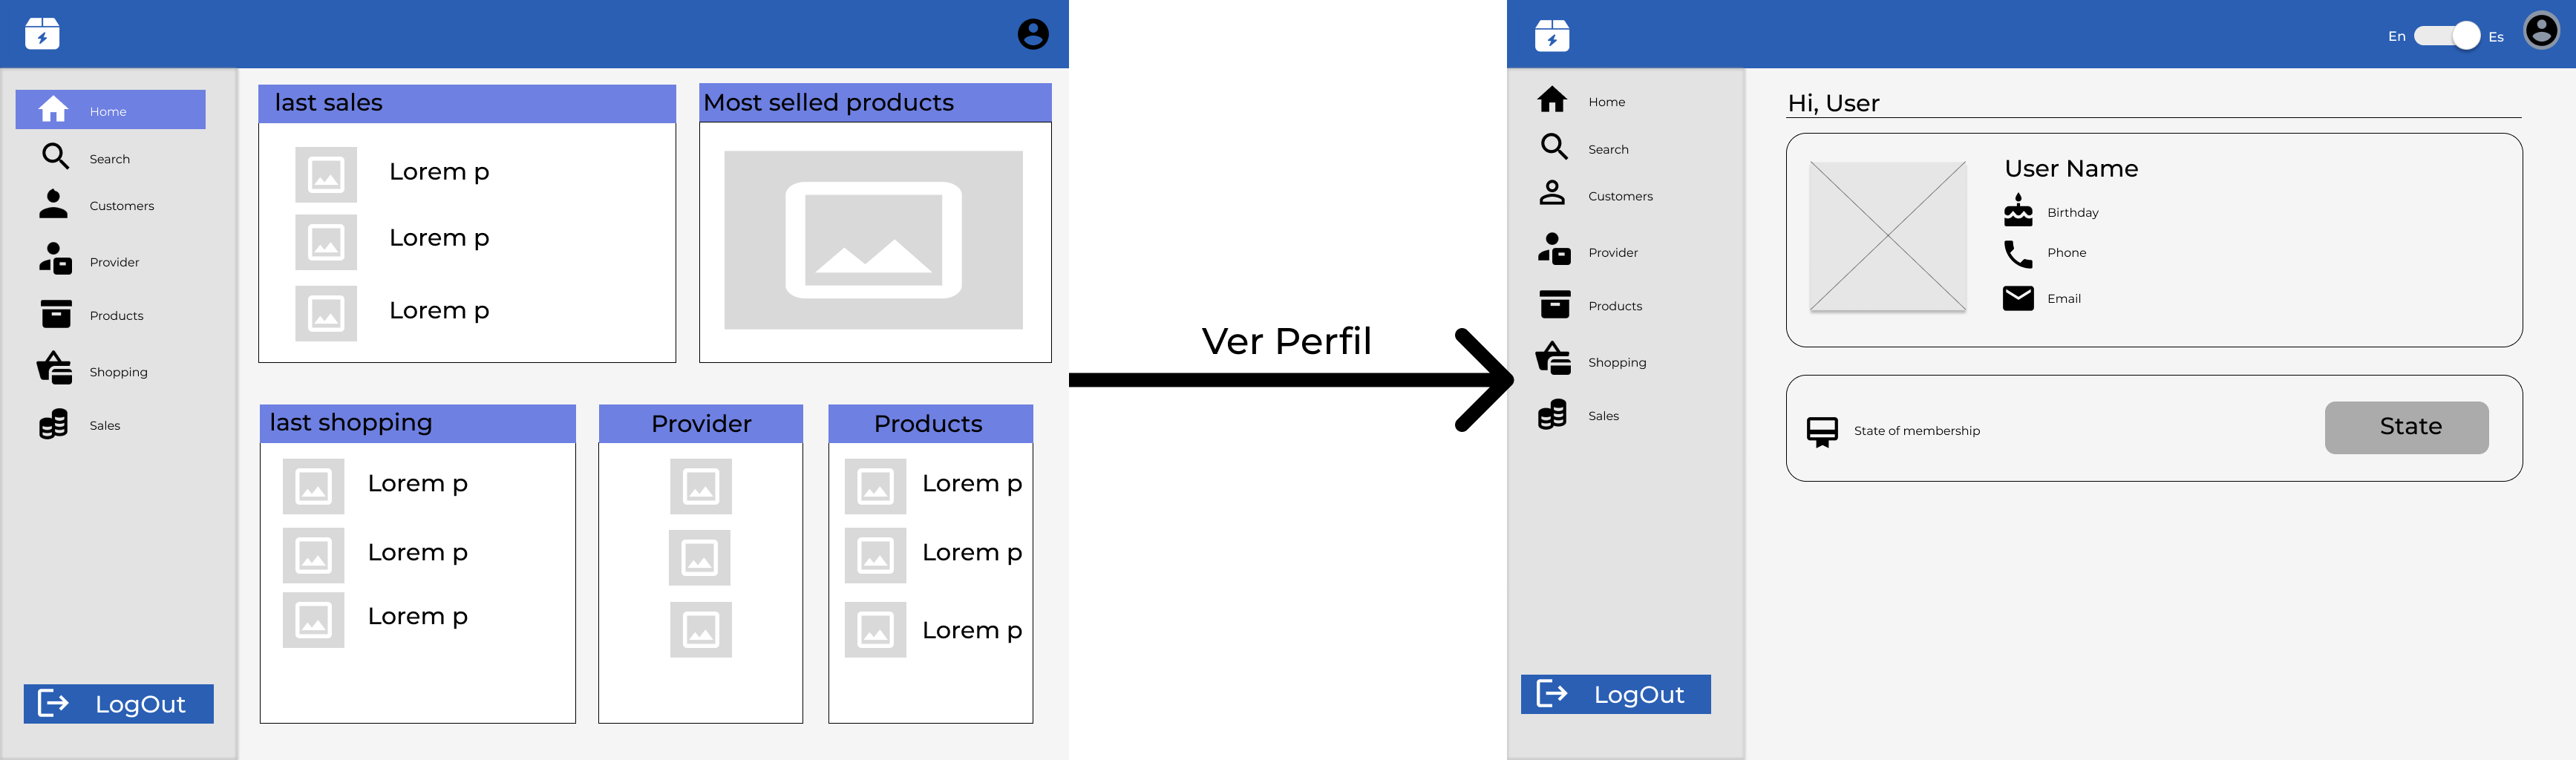 Home
Search
Customers
Provider
Products
Shopping
Sales
LogOut
last sales
Lorem p
Lorem p
Lorem p
Most selled products
last shopping
Lorem p
Lorem p
Lorem p
Provider
Products
Lorem p
Lorem p
Lorem p
Ver Perfil
En
Es
Home
Search
Customers
Provider
Products
Shopping
Sales
LogOut
Hi, User
User Name
Birthday
Phone
Email
State of membership
State